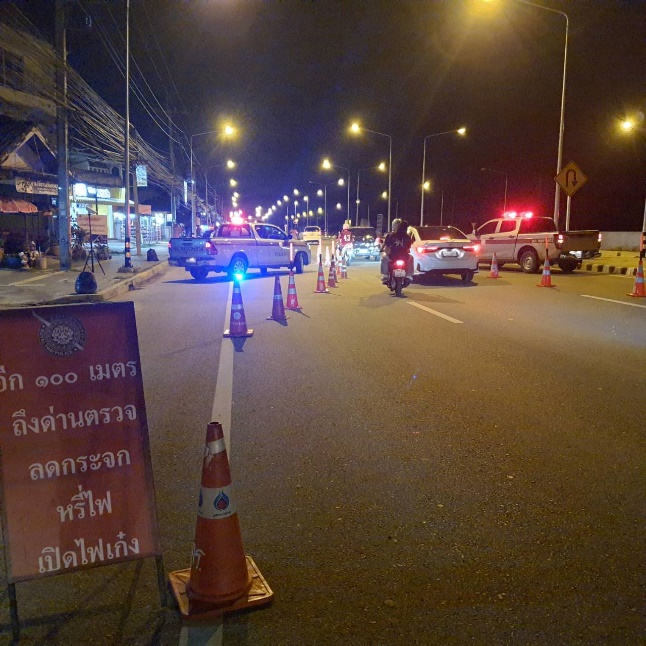 อีก ๑๐๐ เมตร
ถึงด่านตรวจ
ลดกระจก
หรี่ไฟ
เปิดไฟเก๋ง